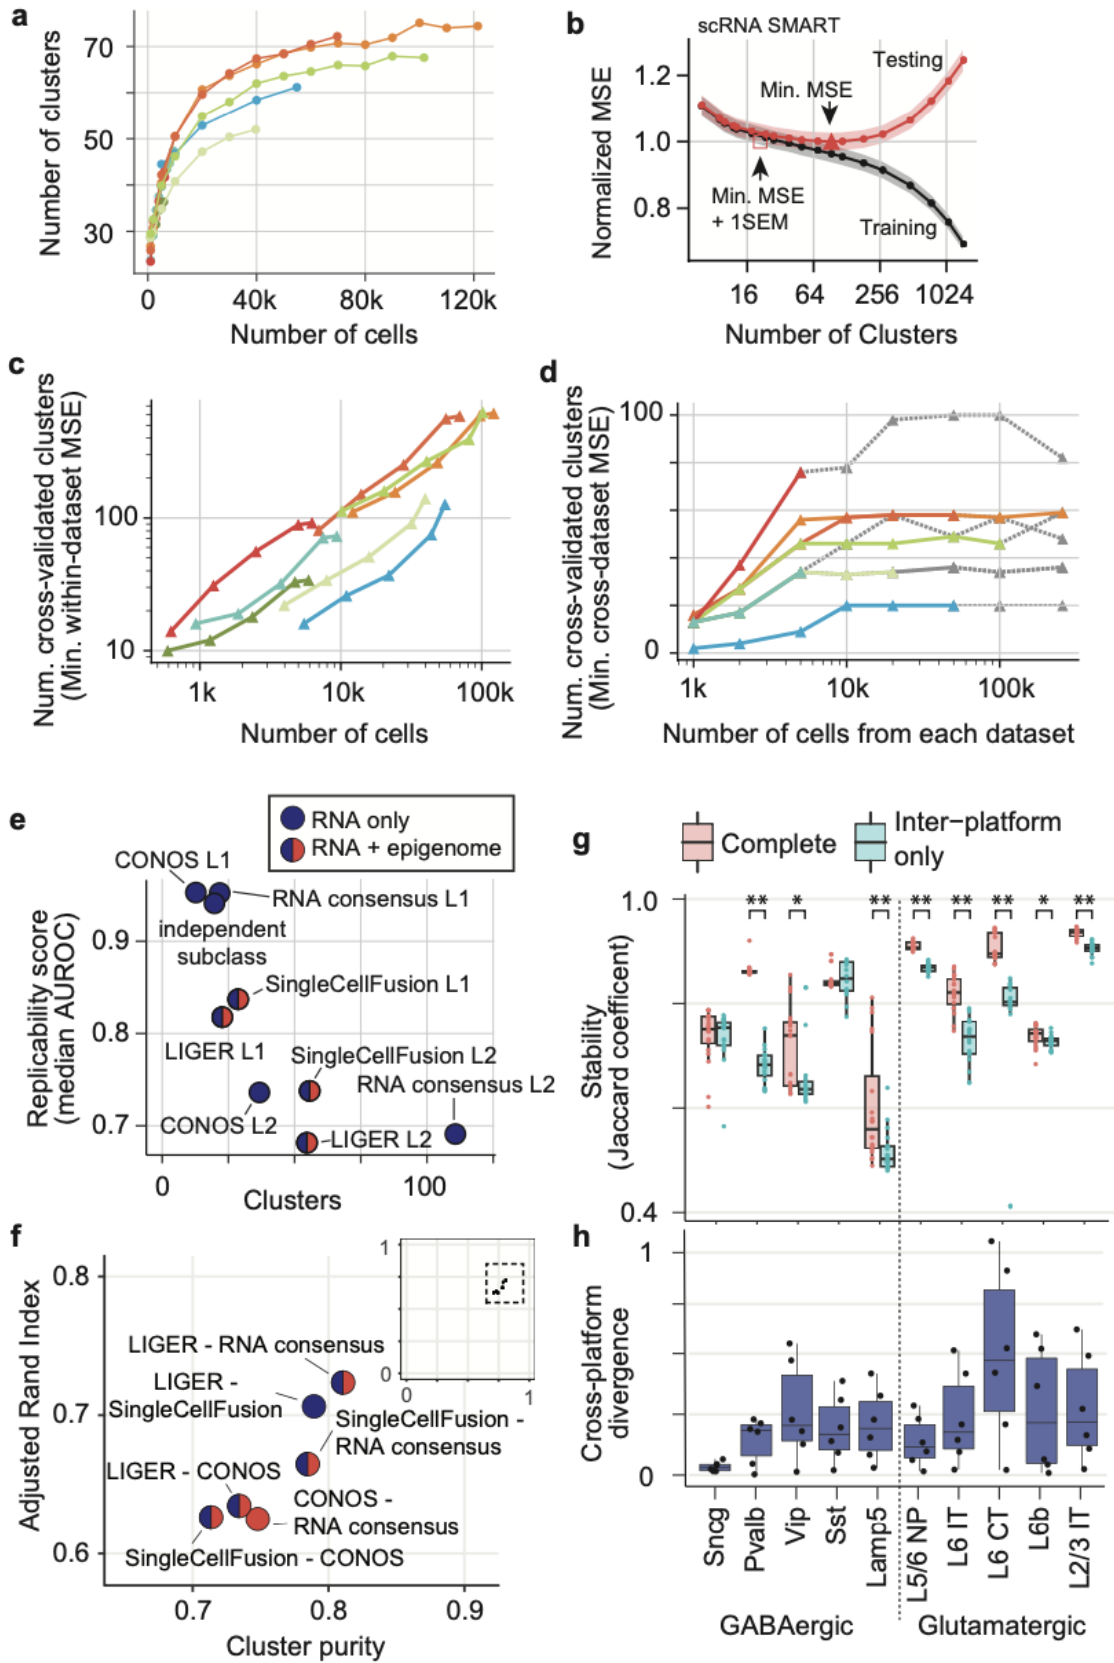 a
70
50
30
Number of clusters
0
40k
80k
120k
Number of cells
b
scRNA SMART
Testing
Min. MSE
Min. MSE
+ 1SEM
Training
1.2
1.0
0.8
Normalized MSE
16
64
256
1024
Number of Clusters
c
Num. cross-validated clusters
(Min. within-dataset MSE)
100
10
1k
10k
100k
Number of cells
d
Num. cross-validated clusters
(Min. cross-dataset MSE)
100
0
1k
10k
100k
Number of cells from each dataset
e
RNA only
RNA + epigenome
CONOS L1
RNA consensus L1
independent
subclass
SingleCellFusion L1
LIGER L1
SingleCellFusion L2
RNA consensus L2
CONOS L2
LIGER L2
Replicability score
(median AUROC)
0.9
0.8
0.7
0
100
Clusters
f
1
0
0
1
LIGER - RNA consensus
LIGER -
SingleCellFusion
SingleCellFusion -
RNA consensus
LIGER - CONOS
CONOS -
RNA consensus
SingleCellFusion - CONOS
Adjusted Rand Index
0.8
0.7
0.6
0.7
0.8
0.9
Cluster purity
g
Complete
Inter-platform
only
** * ** ** ** ** * **
Stability
(Jaccard coefficent)
1.0
0.4
h
Cross-platform
divergence
1
0
Sncg
Pvalb
Vip
Sst
Lamp5
L5/6 NP
L6 IT
L6 CT
L6b
L2/3 IT
GABAergic
Glutamatergic